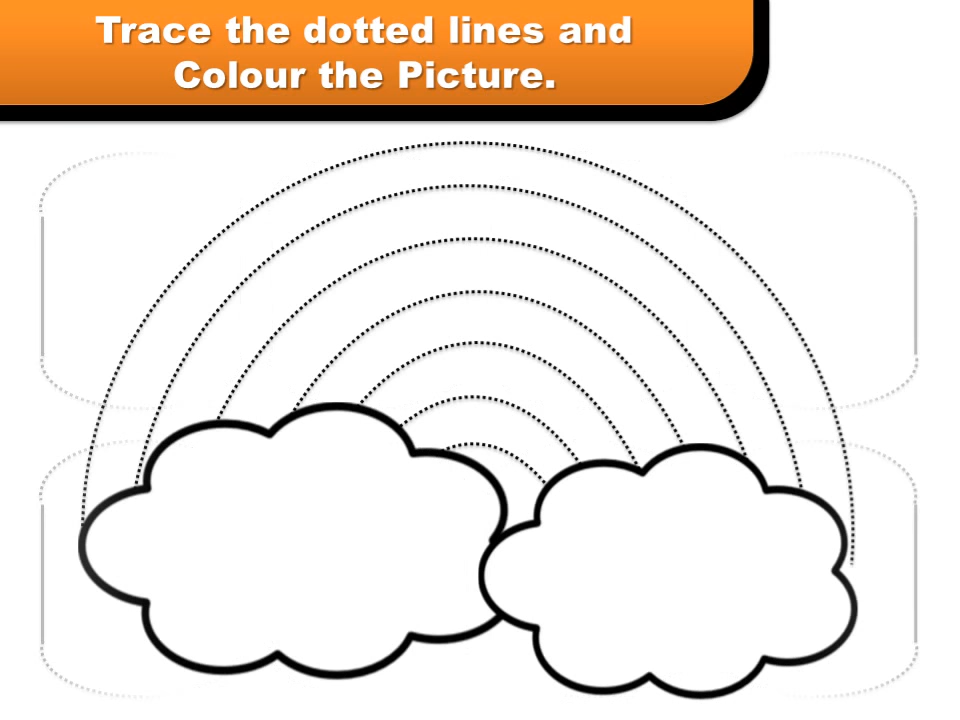 Trace the dotted lines and
Colour the Picture.